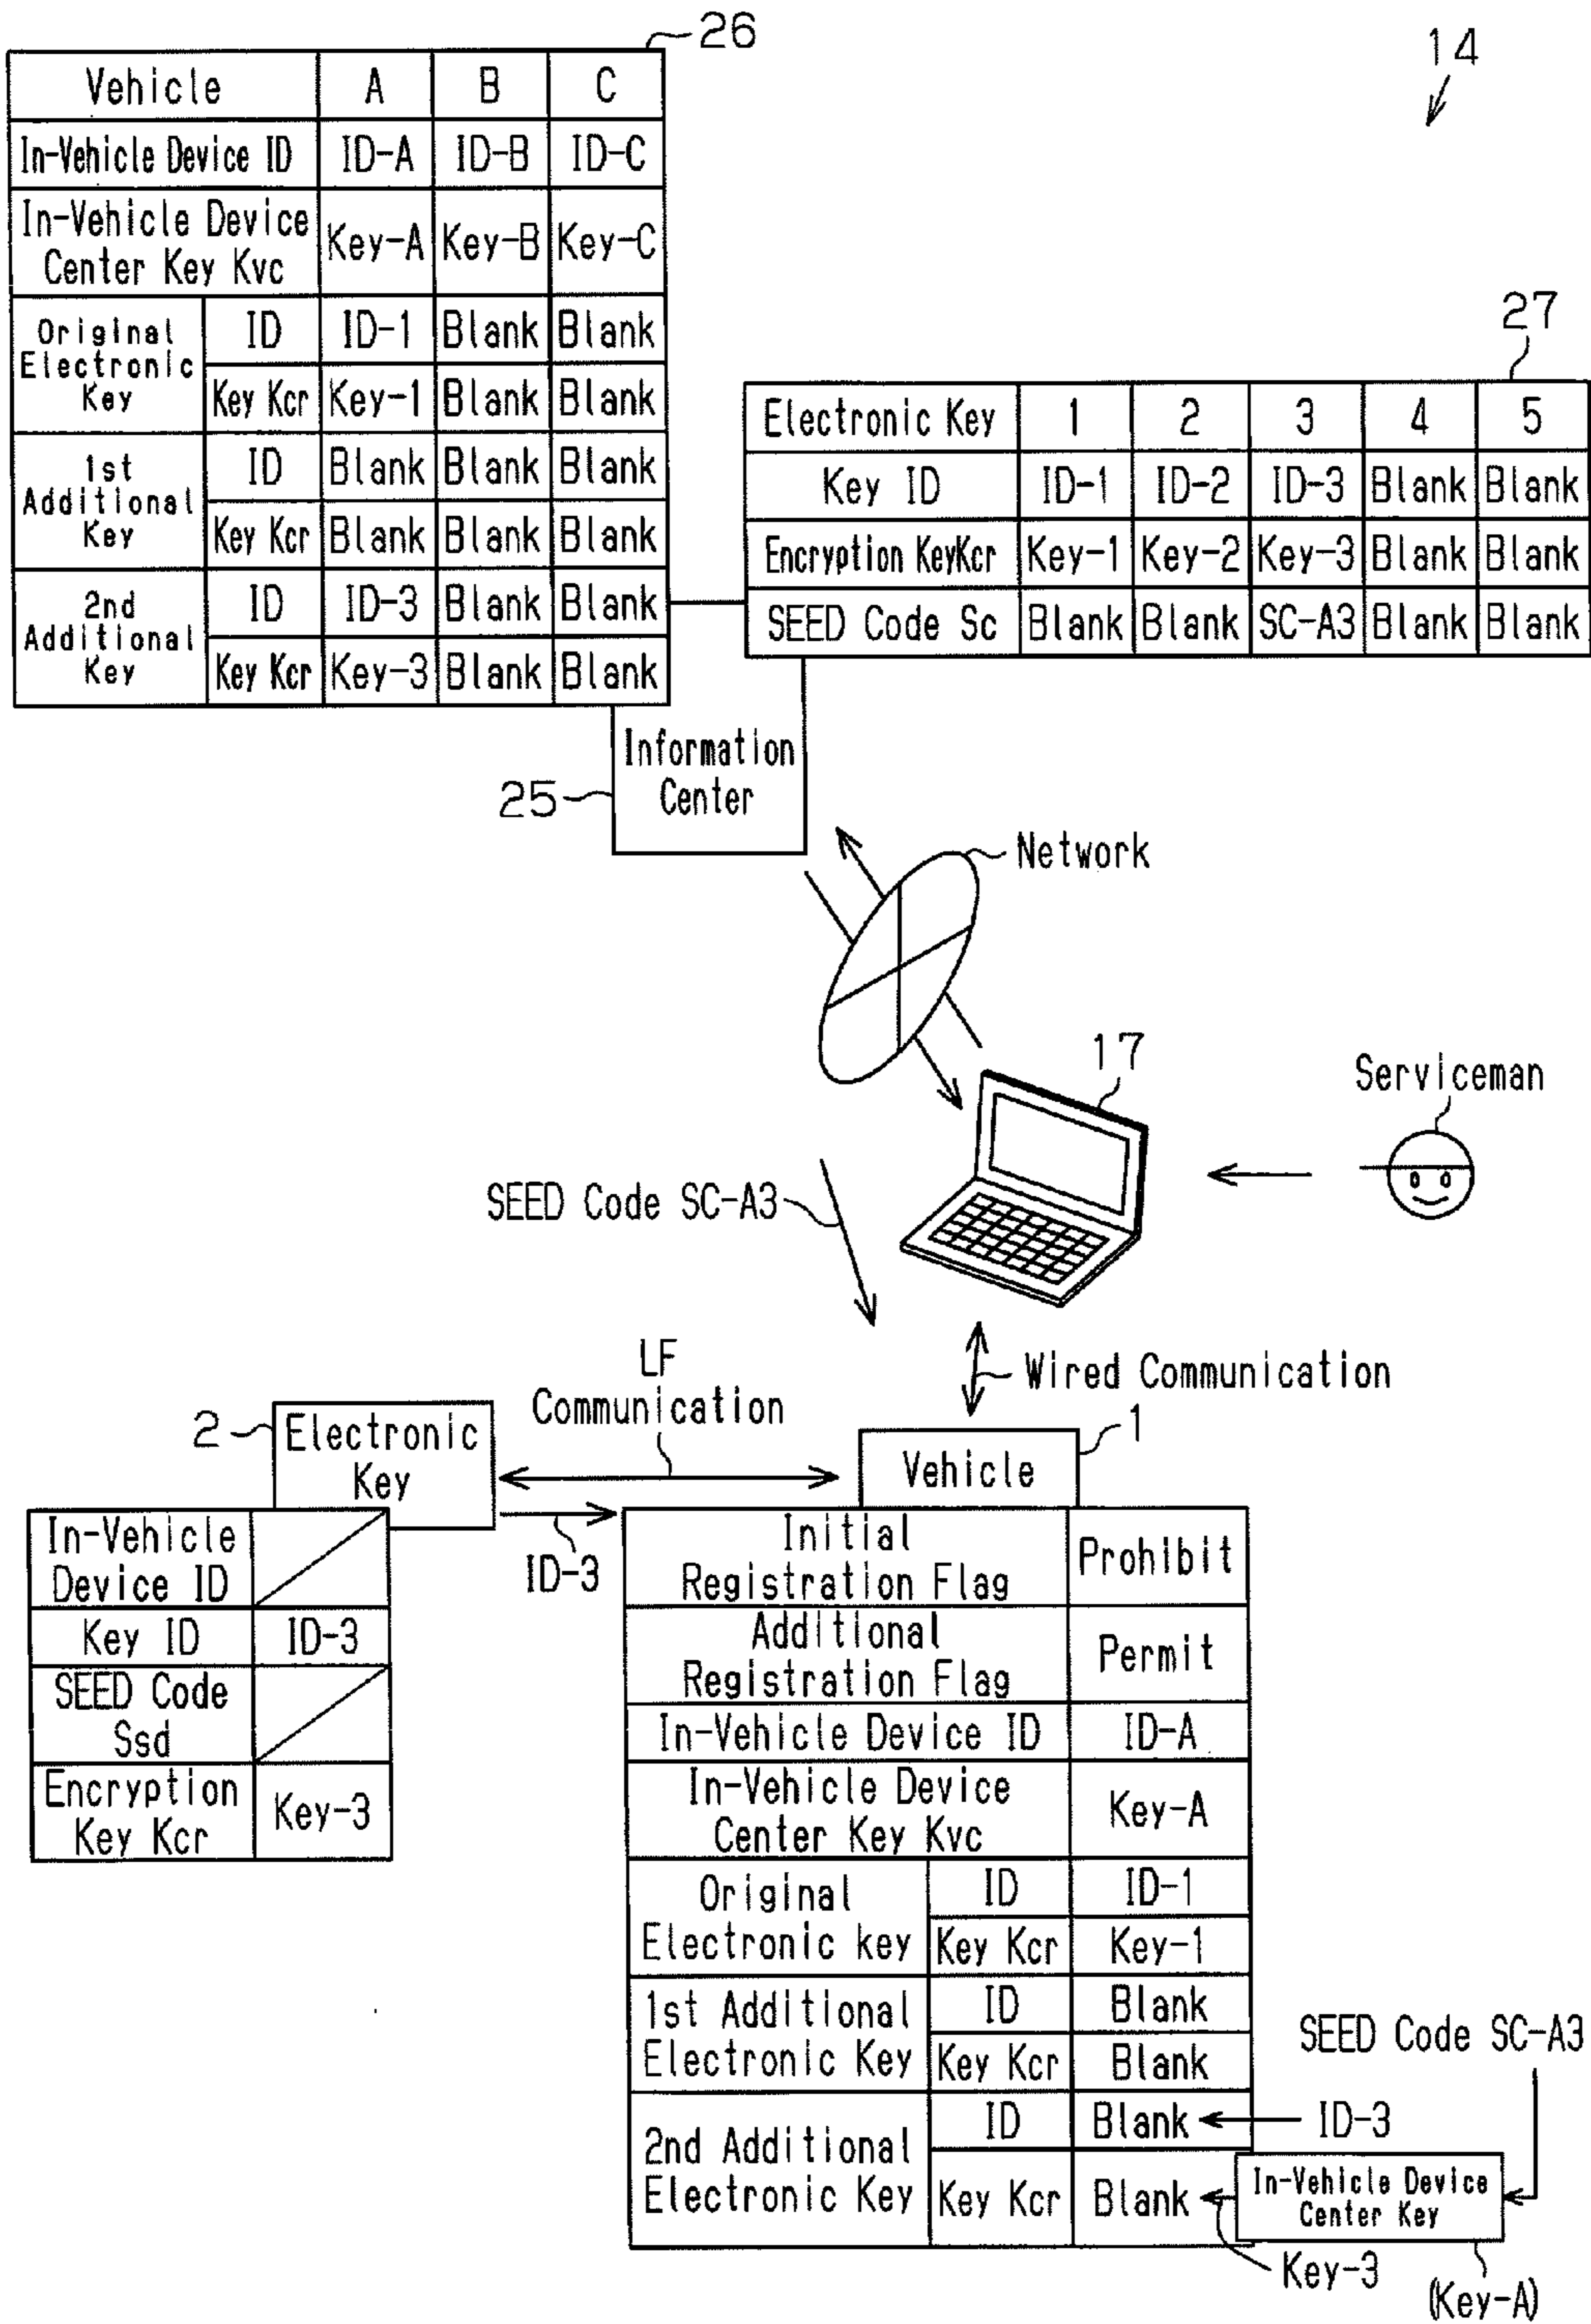 26
14
Vehicle A B C
In-Vehicle Device ID ID-A ID-B ID-C
In-Vehicle Device
Center Key Kvc Key-A Key-B Key-C
Original
Electronic
Key
ID ID-1 Blank Blank
Key Kcr Key-1 Blank Blank
1st
Additional
Key
ID Blank Blank Blank
Key Kcr Blank Blank Blank
2nd
Additional
Key
ID ID-3 Blank Blank
Key Kcr Key-3 Blank Blank
27
Electronic Key 1 2 3 4 5
Key ID ID-1 ID-2 ID-3 Blank Blank
Encryption KeyKcr Key-1 Key-2 Key-3 Blank Blank
SEED Code Sc Blank Blank SC-A3 Blank Blank
Information
Center
25
Network
17
Serviceman
SEED Code SC-A3
LF
Communication
Wired Communication
2
Electronic
Key
1
Vehicle
ID-3
In-Vehicle
Device ID
Key ID ID-3
SEED Code
Ssd
Encryption
Key Kcr Key-3
Initial
Registration Flag Prohibit
Additional
Registration Flag Permit
In-Vehicle Device ID ID-A
In-Vehicle Device
Center Key Kvc Key-A
Original
Electronic key
ID ID-1
Key Kcr Key-1
1st Additional
Electronic Key
ID Blank
Key Kcr Blank
SEED Code SC-A3
2nd Additional
Electronic Key
ID Blank ID-3
Key Kcr Blank
In-Vehicle Device
Center Key
Key-3
(Key-A)